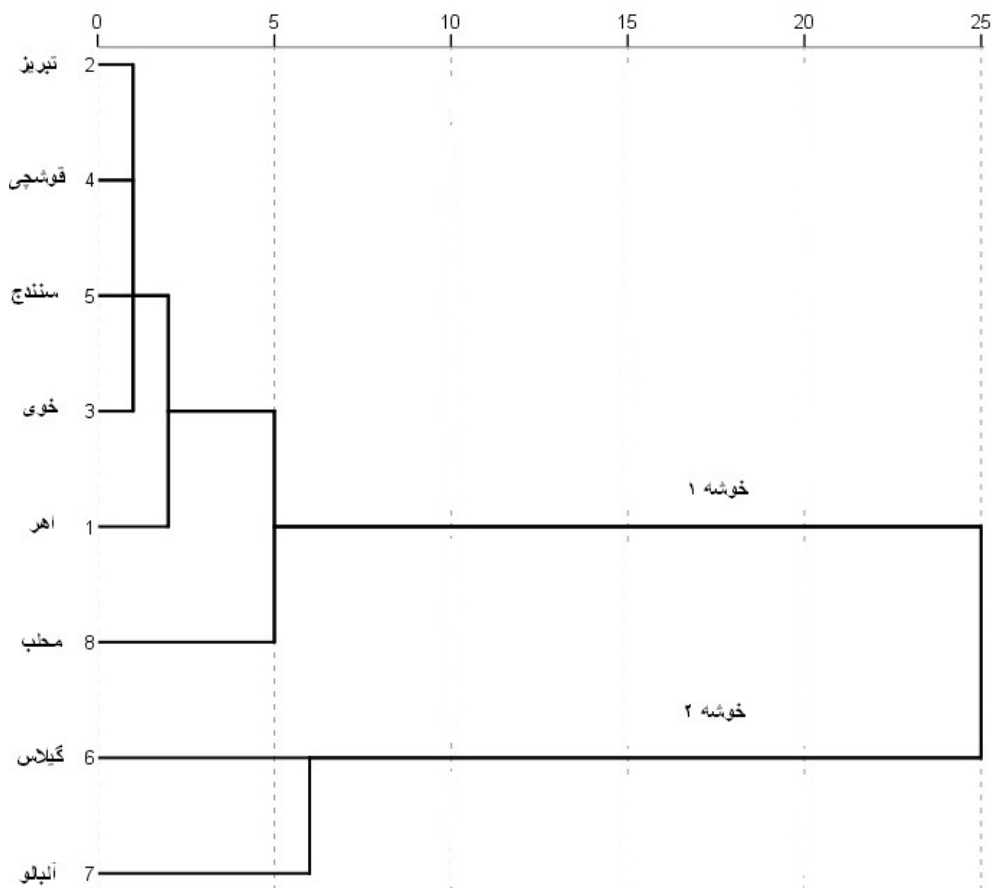 0 5 10 15 20 25
تبریز 2
قوشچی 4
سنندج 5
خوی 3
خوشه ۱
اهر 1
محلب 8
خوشه ۲
گیلاس 6
آلبالو 7